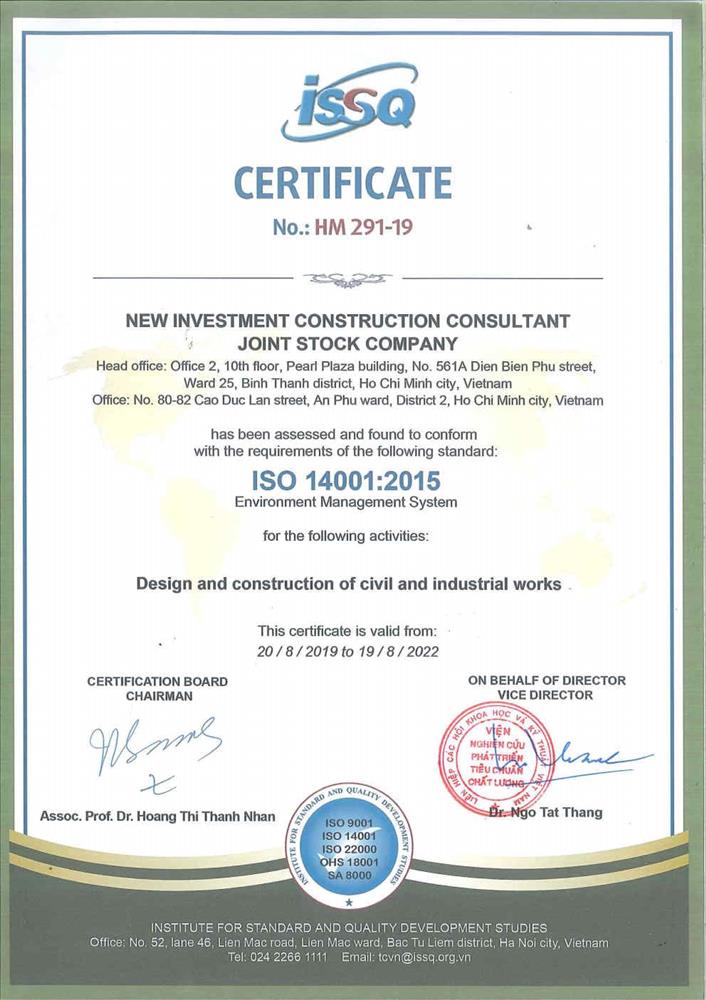 issQ
CERTIFICATE
No.: HM 291-19
NEW INVESTMENT CONSTRUCTION CONSULTANT
JOINT STOCK COMPANY
Head office: Office 2, 10th floor, Pearl Plaza building, No. 561A Dien Bien Phu street,
Ward 25, Binh Thanh district, Ho Chi Minh city, Vietnam
Office: No. 80-82 Cao Duc Lan street, An Phu ward, District 2, Ho Chi Minh city, Vietnam
has been assessed and found to conform
with the requirements of the following standard:
ISO 14001:2015
Environment Management System
for the following activities:
Design and construction of civil and industrial works
This certificate is valid from:
20 / 8 / 2019 to 19 / 8 / 2022
CERTIFICATION BOARD
CHAIRMAN
ON BEHALF OF DIRECTOR
VICE DIRECTOR
LIÊN HIỆP CÁC HỘI KHOA HỌC VÀ KỸ THUẬT VIỆT NAM
VIỆN
NGHIÊN CỨU
PHÁT TRIỂN
TIÊU CHUẨN
CHẤT LƯỢNG
Assoc. Prof. Dr. Hoang Thi Thanh Nhan
Dr. Ngo Tat Thang
INSTITUTE FOR STANDARD AND QUALITY DEVELOPMENT STUDIES
ISO 9001
ISO 14001
ISO 22000
OHS 18001
SA 8000
INSTITUTE FOR STANDARD AND QUALITY DEVELOPMENT STUDIES
Office: No. 52, lane 46, Lien Mac road, Lien Mac ward, Bac Tu Liem district, Ha Noi city, Vietnam
Tel: 024 2266 1111 Email: tcvn@issq.org.vn